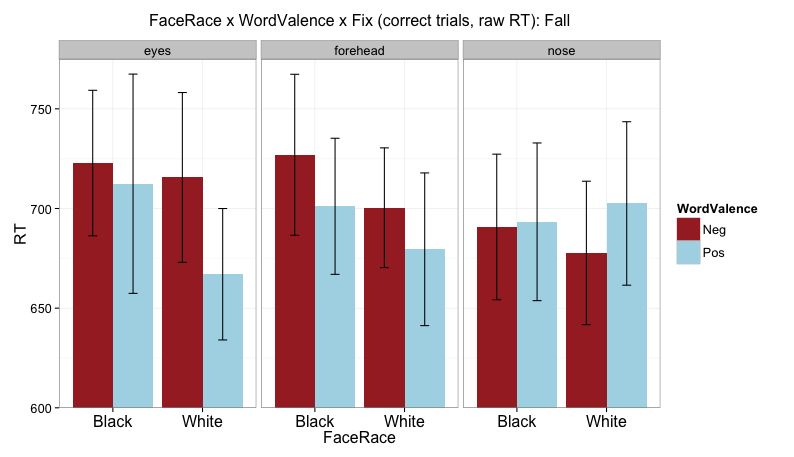 FaceRace x WordValence x Fix (correct trials, raw RT): Fall
eyes forehead nose
750
700
650
600
RT
Black White Black White Black White
FaceRace
WordValence
Neg
Pos